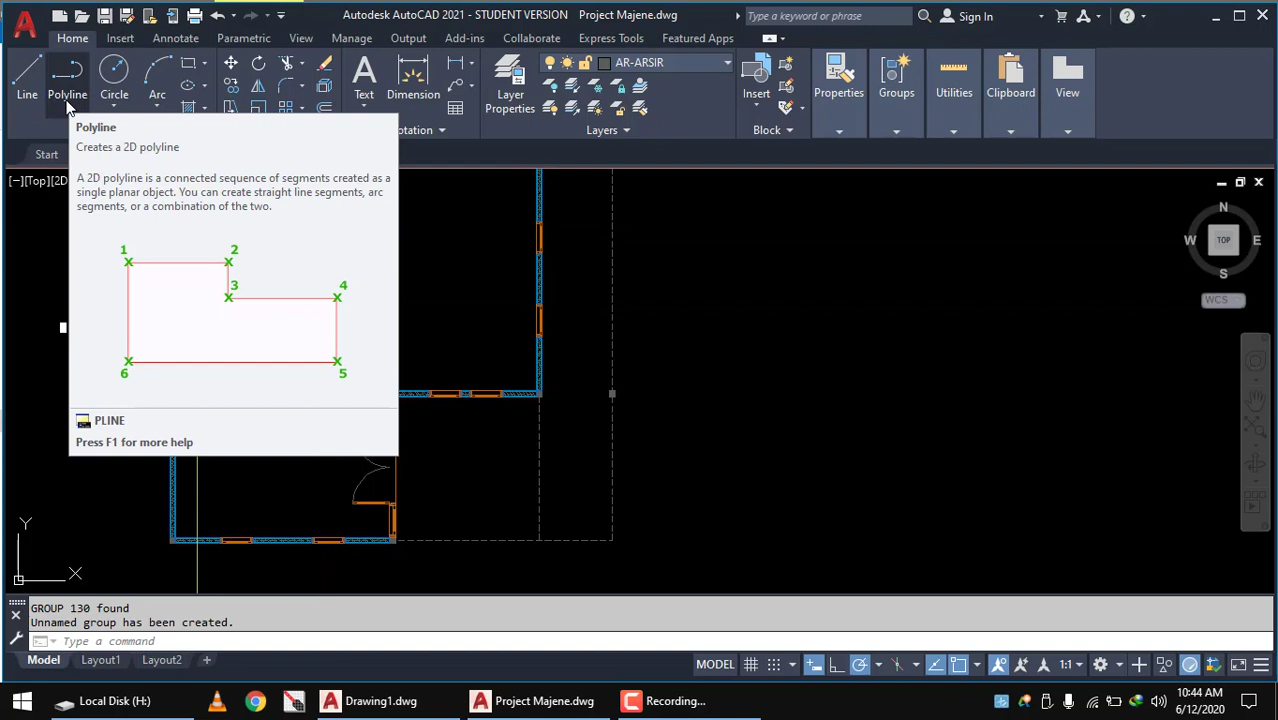 Autodesk AutoCAD 2021 - STUDENT VERSION Project Majene.dwg
Type a keyword or phrase
Sign In
Home Insert Annotate Parametric View Manage Output Add-ins Collaborate Express Tools Featured Apps
Line Polyline Circle Arc
Text Dimension
Layer Properties
AR-ARSIR
Insert
Properties Groups Utilities Clipboard View
Layers Block
Start
Polyline
Creates a 2D polyline
A 2D polyline is a connected sequence of segments created as a
single planar object. You can create straight line segments, arc
segments, or a combination of the two.
1 2
3 4
6 5
PLINE
Press F1 for more help
[−][Top][2D
N
W TOP E
S
WCS
Y
X
GROUP 130 found
Unnamed group has been created.
Type a command
Model Layout1 Layout2 +
MODEL 1:1
Local Disk (H:) Drawing1.dwg Project Majene.dwg Recording...
10:44 AM
6/12/2020